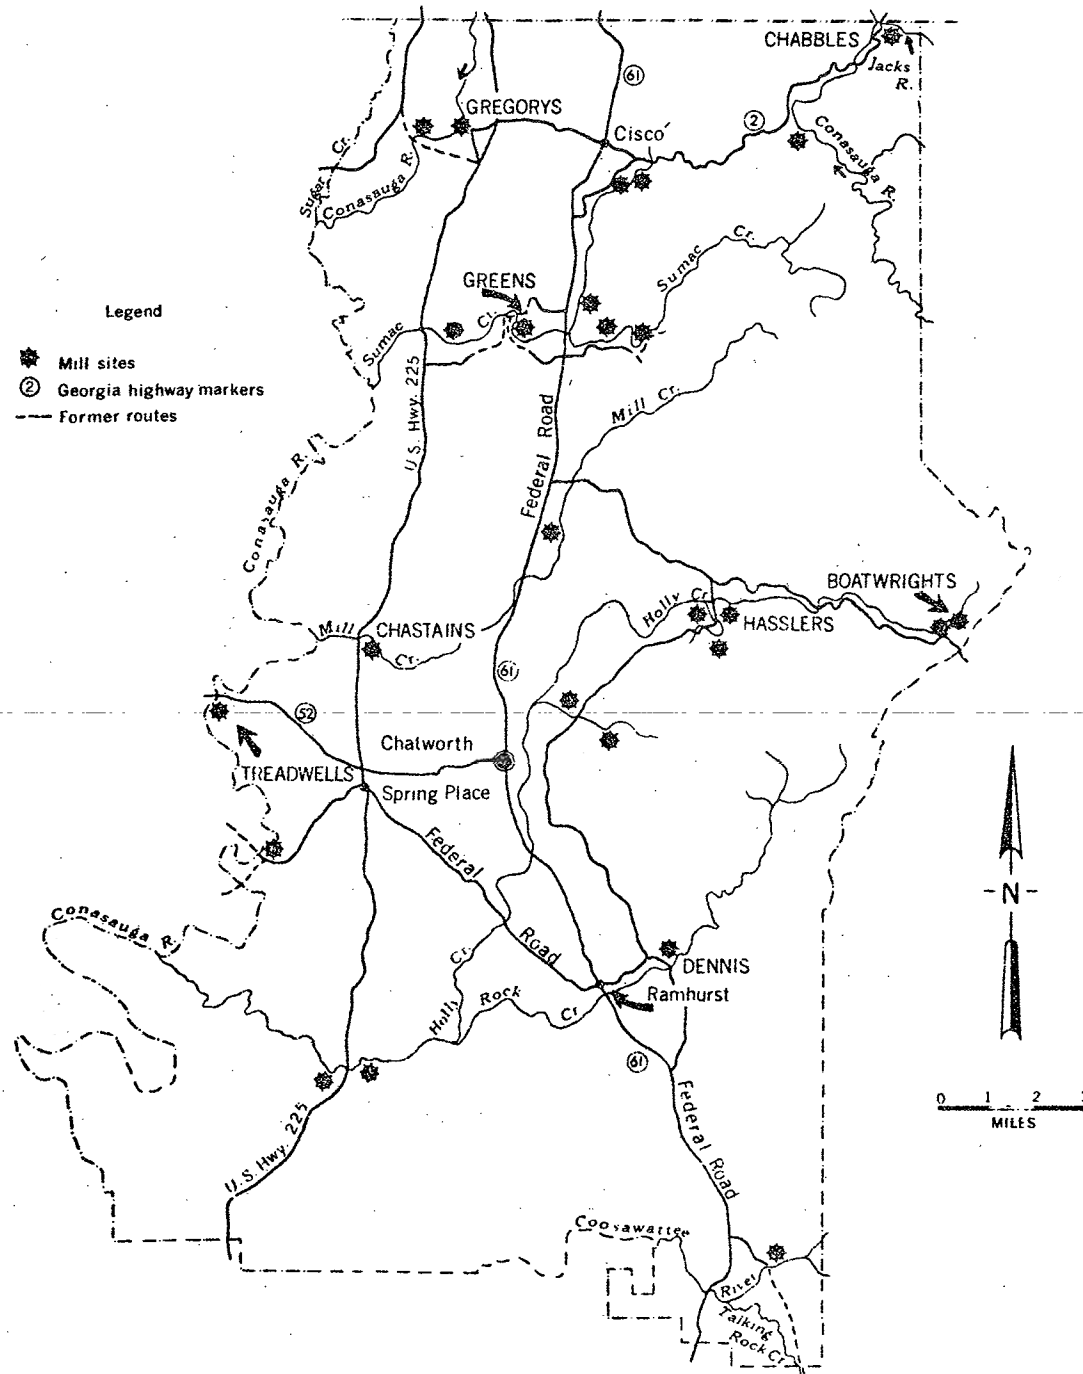 CHABBLES
Jacks
R.
61
GREGORYS
2
Cisco
Conasauga R.
Sugar Cr.
Conasauga R.
Sumac Cr.
GREENS
Legend
Mill sites
2 Georgia highway markers
Former routes
Sumac Cr.
U.S. Hwy. 225
Federal Road
Mill Cr.
Conasauga R.
BOATWRIGHTS
Holly Cr.
HASSLERS
Mill Cr.
CHASTAINS
61
52
Chatworth
TREADWELLS
Spring Place
Federal Road
N
Conasauga R.
DENNIS
Ramhurst
Holly Cr.
Rock Cr.
61
0 1 2 3
MILES
Federal Road
U.S. Hwy. 225
Coosawattee
River
Talking
Rock Cr.